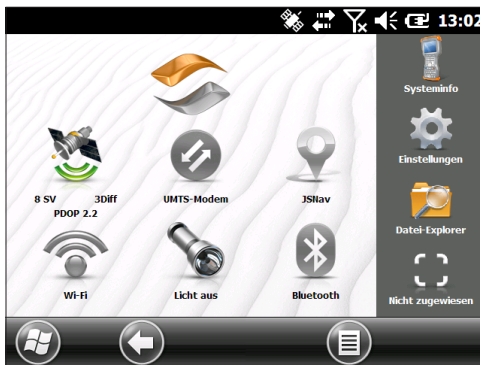 13:02
Systeminfo
Einstellungen
8 SV 3Diff
PDOP 2.2
UMTS-Modem
JSNav
Datei-Explorer
Wi-Fi
Licht aus
Bluetooth
Nicht zugewiesen